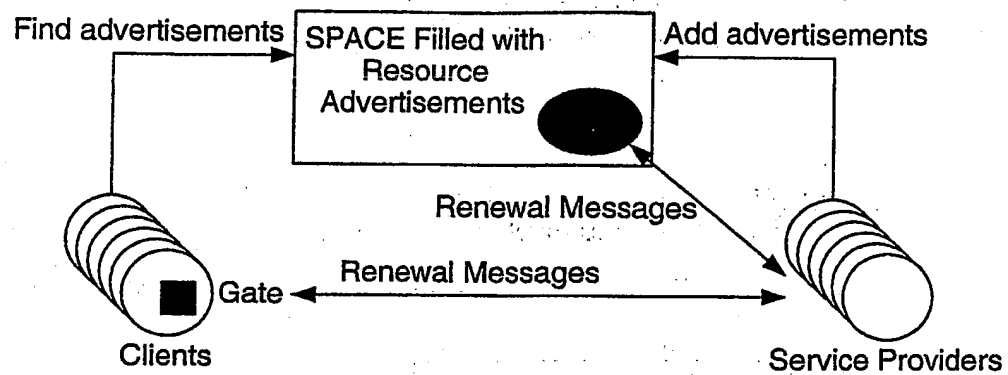 Find advertisements
SPACE Filled with
Resource
Advertisements
Add advertisements
Renewal Messages
Renewal Messages
Gate
Clients
Service Providers